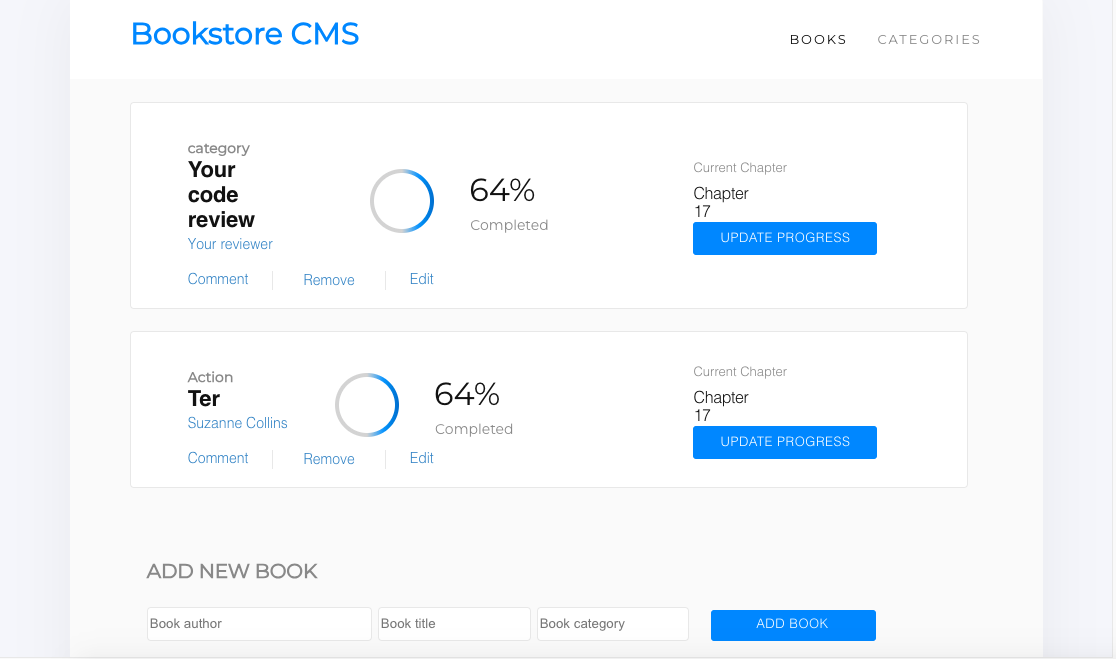 Bookstore CMS
BOOKS CATEGORIES
category
Your
code
review
Your reviewer
Comment Remove Edit
64%
Completed
Current Chapter
Chapter
17
UPDATE PROGRESS
Action
Ter
Suzanne Collins
Comment Remove Edit
64%
Completed
Current Chapter
Chapter
17
UPDATE PROGRESS
ADD NEW BOOK
Book author Book title Book category ADD BOOK